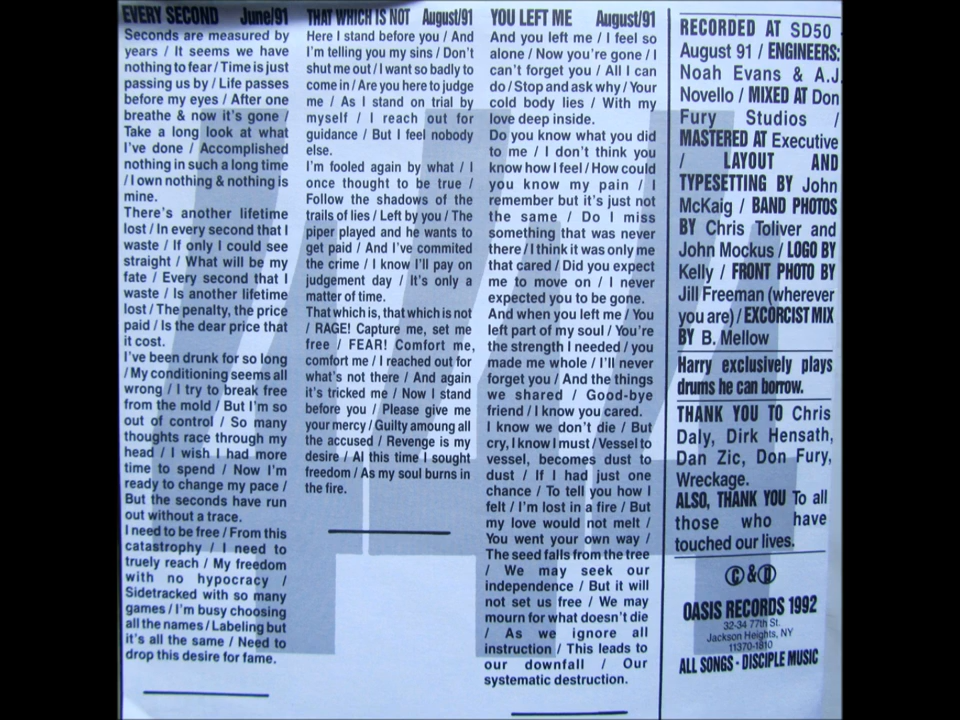 EVERY SECOND June/91
Seconds are measured by
years / It seems we have
nothing to fear / Time is just
passing us by / Life passes
before my eyes / After one
breathe & now it's gone /
Take a long look at what
I've done / Accomplished
nothing in such a long time
/ I own nothing & nothing is
mine.
There's another lifetime
lost / In every second that I
waste / If only I could see
straight / What will be my
fate / Every second that I
waste / Is another lifetime
lost / The penalty, the price
paid / Is the dear price that
it cost.
I've been drunk for so long
/ My conditioning seems all
wrong / I try to break free
from the mold / But I'm so
out of control / So many
thoughts race through my
head / I wish I had more
time to spend / Now I'm
ready to change my pace /
But the seconds have run
out without a trace.
I need to be free / From this
catastrophy / I need to
truely reach / My freedom
with no hypocracy /
Sidetracked with so many
games / I'm busy choosing
all the names / Labeling but
it's all the same / Need to
drop this desire for fame.
THAT WHICH IS NOT August/91
Here I stand before you / And
I'm telling you my sins / Don't
shut me out / I want so badly to
come in / Are you here to judge
me / As I stand on trial by
myself / I reach out for
guidance / But I feel nobody
else.
I'm fooled again by what / I
once thought to be true /
Follow the shadows of the
trails of lies / Left by you / The
piper played and he wants to
get paid / And I've commited
the crime / I know I'll pay on
judgement day / It's only a
matter of time.
That which is, that which is not
/ RAGE! Capture me, set me
free / FEAR! Comfort me,
comfort me / I reached out for
what's not there / And again
it's tricked me / Now I stand
before you / Please give me
your mercy / Guilty amoung all
the accused / Revenge is my
desire / Al this time I sought
freedom / As my soul burns in
the fire.
YOU LEFT ME August/91
And you left me / I feel so
alone / Now you're gone / I
can't forget you / All I can
do / Stop and ask why / Your
cold body lies / With my
love deep inside.
Do you know what you did
to me / I don't think you
know how I feel / How could
you know my pain / I
remember but it's just not
the same / Do I miss
something that was never
there / I think it was only me
that cared / Did you expect
me to move on / I never
expected you to be gone.
And when you left me / You
left part of my soul / You're
the strength I needed / you
made me whole / I'll never
forget you / And the things
we shared / Good-bye
friend / I know you cared.
I know we don't die / But
cry, I know I must / Vessel to
vessel, becomes dust to
dust / If I had just one
chance / To tell you how I
felt / I'm lost in a fire / But
my love would not melt /
You went your own way /
The seed falls from the tree
/ We may seek our
independence / But it will
not set us free / We may
mourn for what doesn't die
/ As we ignore all
instruction / This leads to
our downfall / Our
systematic destruction.
RECORDED AT SD50
August 91 / ENGINEERS:
Noah Evans & A.J.
Novello / MIXED AT Don
Fury Studios /
MASTERED AT Executive
/ LAYOUT AND
TYPESETTING BY John
McKaig / BAND PHOTOS
BY Chris Toliver and
John Mockus / LOGO BY
Kelly / FRONT PHOTO BY
Jill Freeman (wherever
you are) / EXCORCIST MIX
BY B. Mellow
Harry exclusively plays
drums he can borrow.
THANK YOU TO Chris
Daly, Dirk Hensath,
Dan Zic, Don Fury,
Wreckage.
ALSO, THANK YOU To all
those who have
touched our lives.
Ⓒ & Ⓟ
OASIS RECORDS 1992
32-34 77th St.
Jackson Heights, NY
11370-1810
ALL SONGS - DISCIPLE MUSIC